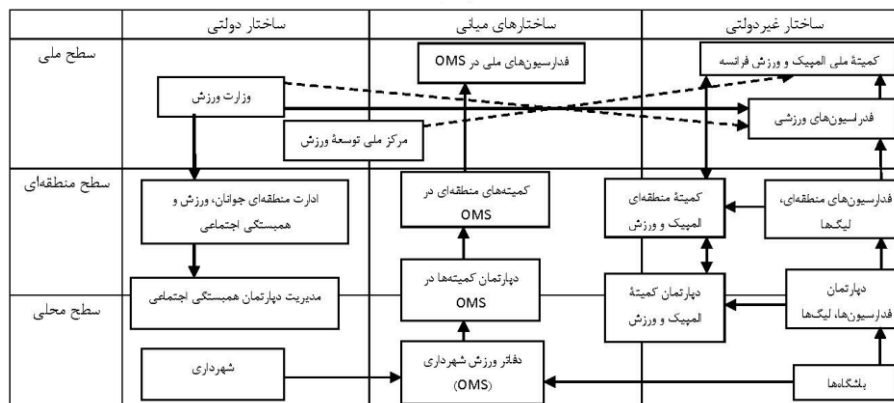 ساختار غیردولتی
ساختارهای میانی
ساختار دولتی
سطح ملی
کمیتهٔ ملی المپیک و ورزش فرانسه
فدارسیون‌های ملی در OMS
وزارت ورزش
فدراسیون‌های ورزشی
مرکز ملی توسعهٔ ورزش
سطح منطقه‌ای
فدارسیون‌های منطقه‌ای،
لیگ‌ها
کمیتهٔ منطقه‌ای
المپیک و ورزش
کمیته‌های منطقه‌ای در
OMS
ادارت منطقه‌ای جوانان، ورزش و
همبستگی اجتماعی
دپارتمان
فدارسیون‌ها، لیگ‌ها
دپارتمان کمیتهٔ
المپیک و ورزش
دپارتمان کمیته‌ها در
OMS
مدیریت دپارتمان همبستگی اجتماعی
سطح محلی
باشگاه‌ها
دفاتر ورزش شهرداری
(OMS)
شهرداری